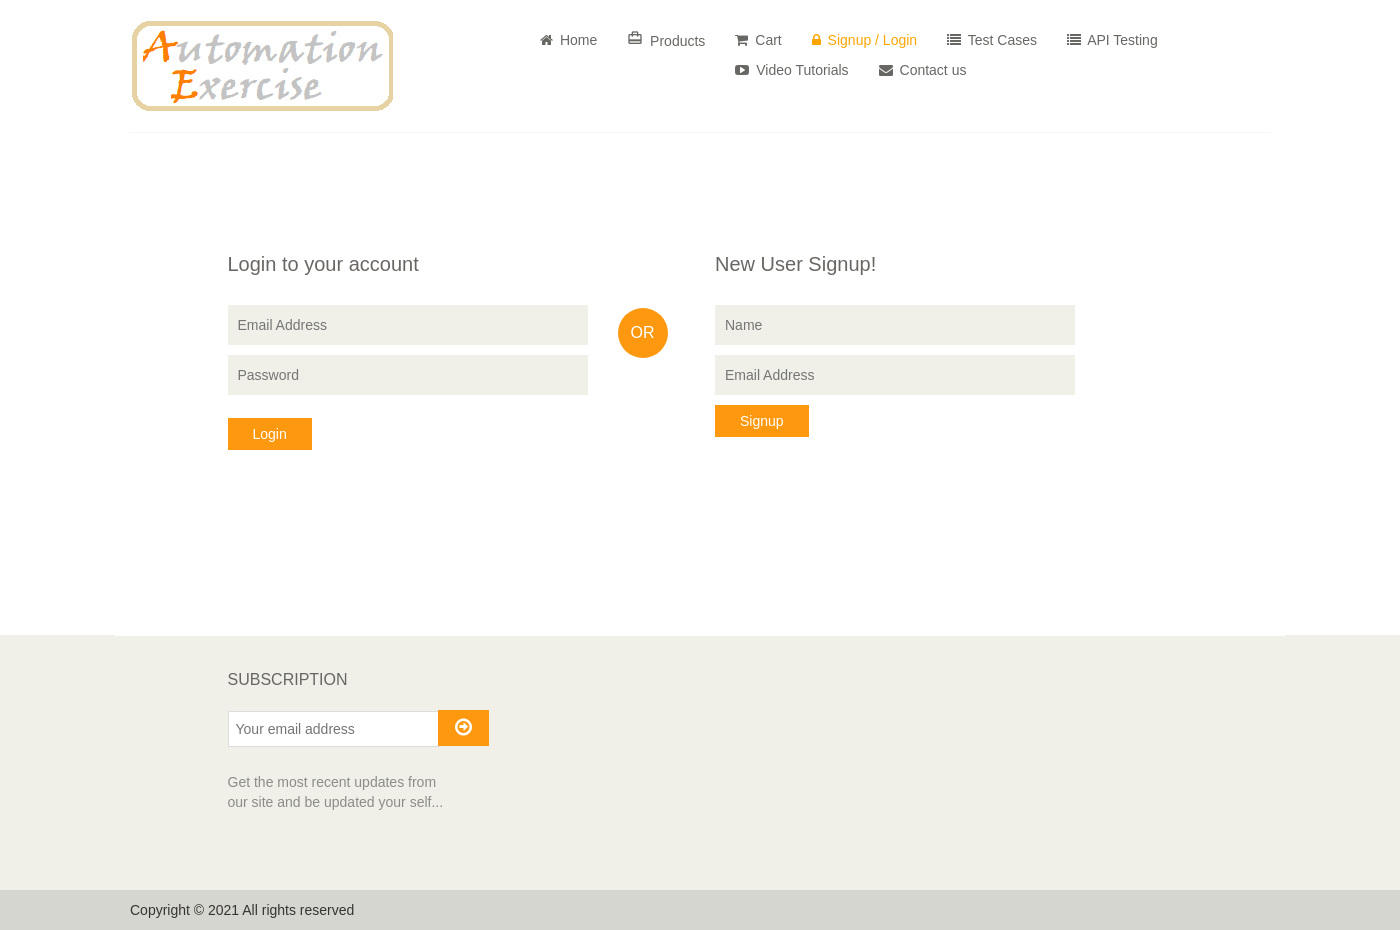 Automation
Exercise
Home Products Cart Signup / Login Test Cases API Testing
Video Tutorials Contact us
Login to your account
Email Address
Password
Login
OR
New User Signup!
Name
Email Address
Signup
SUBSCRIPTION
Your email address
Get the most recent updates from
our site and be updated your self...
Copyright © 2021 All rights reserved